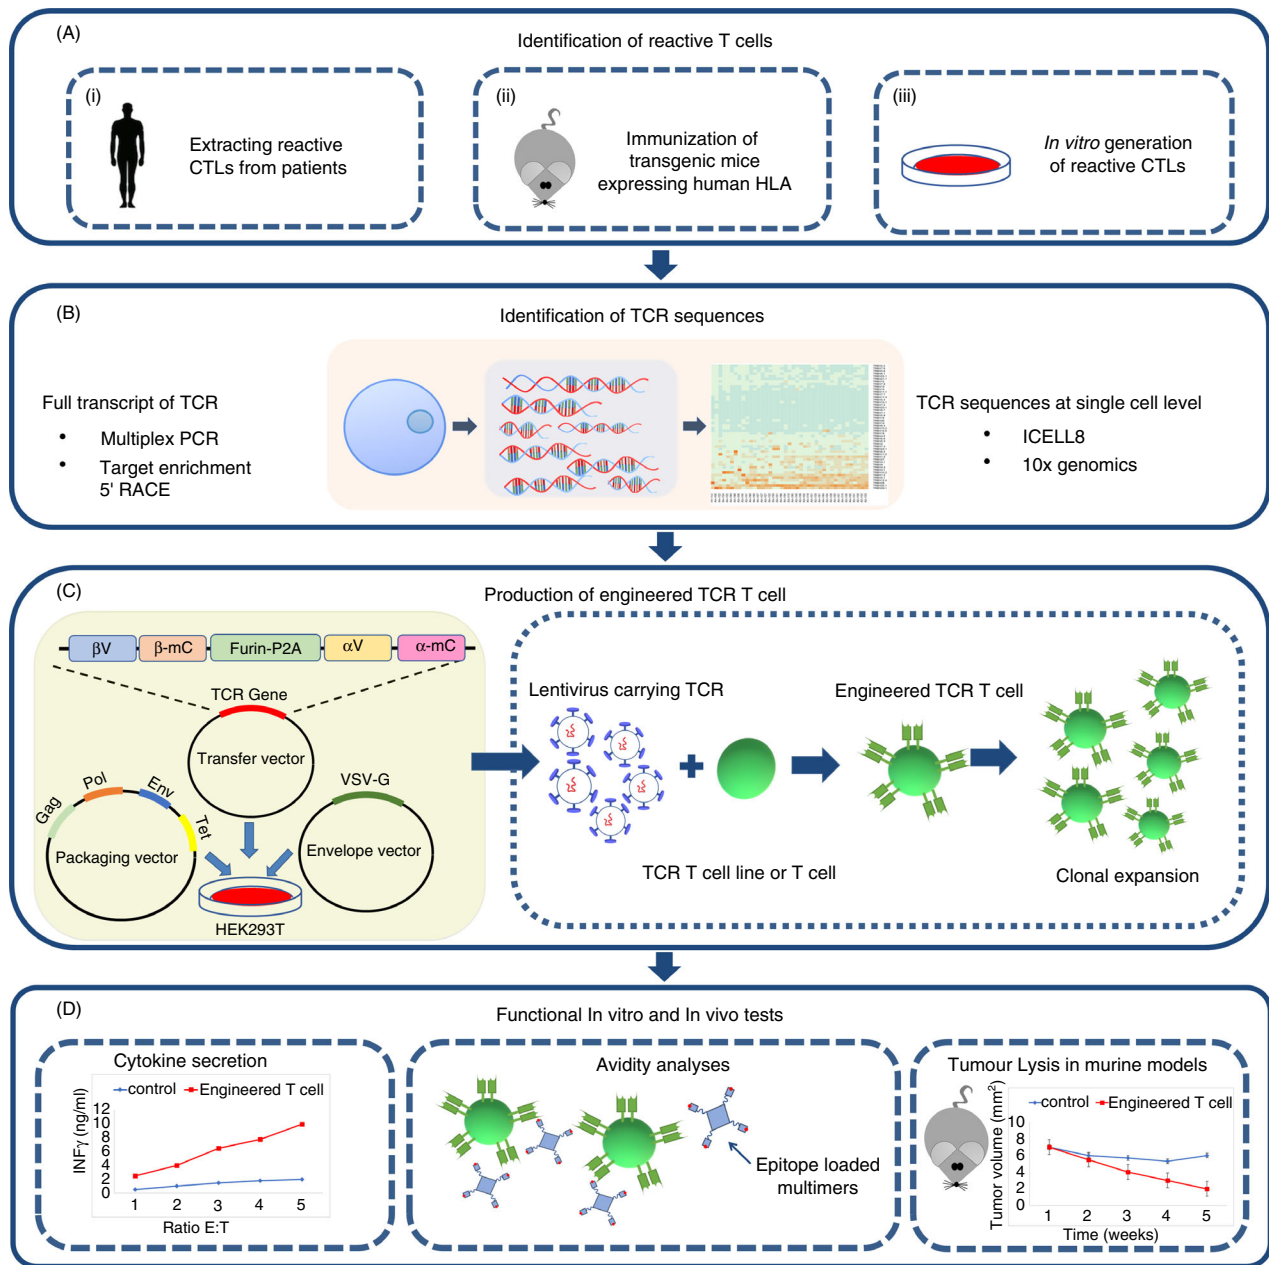 (A)
Identification of reactive T cells
(i)
Extracting reactive
CTLs from patients
(ii)
Immunization of
transgenic mice
expressing human HLA
(iii)
In vitro generation
of reactive CTLs
(B)
Identification of TCR sequences
Full transcript of TCR
• Multiplex PCR
• Target enrichment
5' RACE
TCR sequences at single cell level
• ICELL8
• 10x genomics
(C)
Production of engineered TCR T cell
βV
β-mC
Furin-P2A
αV
α-mC
TCR Gene
Transfer vector
Gag
Pol
Env
Tet
Packaging vector
VSV-G
Envelope vector
HEK293T
Lentivirus carrying TCR
Engineered TCR T cell
TCR T cell line or T cell
Clonal expansion
(D)
Functional In vitro and In vivo tests
Cytokine secretion
control
Engineered T cell
INFγ (ng/ml)
12
10
8
6
4
2
0
1 2 3 4 5
Ratio E:T
Avidity analyses
Epitope loaded
multimers
Tumour Lysis in murine models
control
Engineered T cell
Tumor volume (mm²)
10
8
6
4
2
0
1 2 3 4 5
Time (weeks)